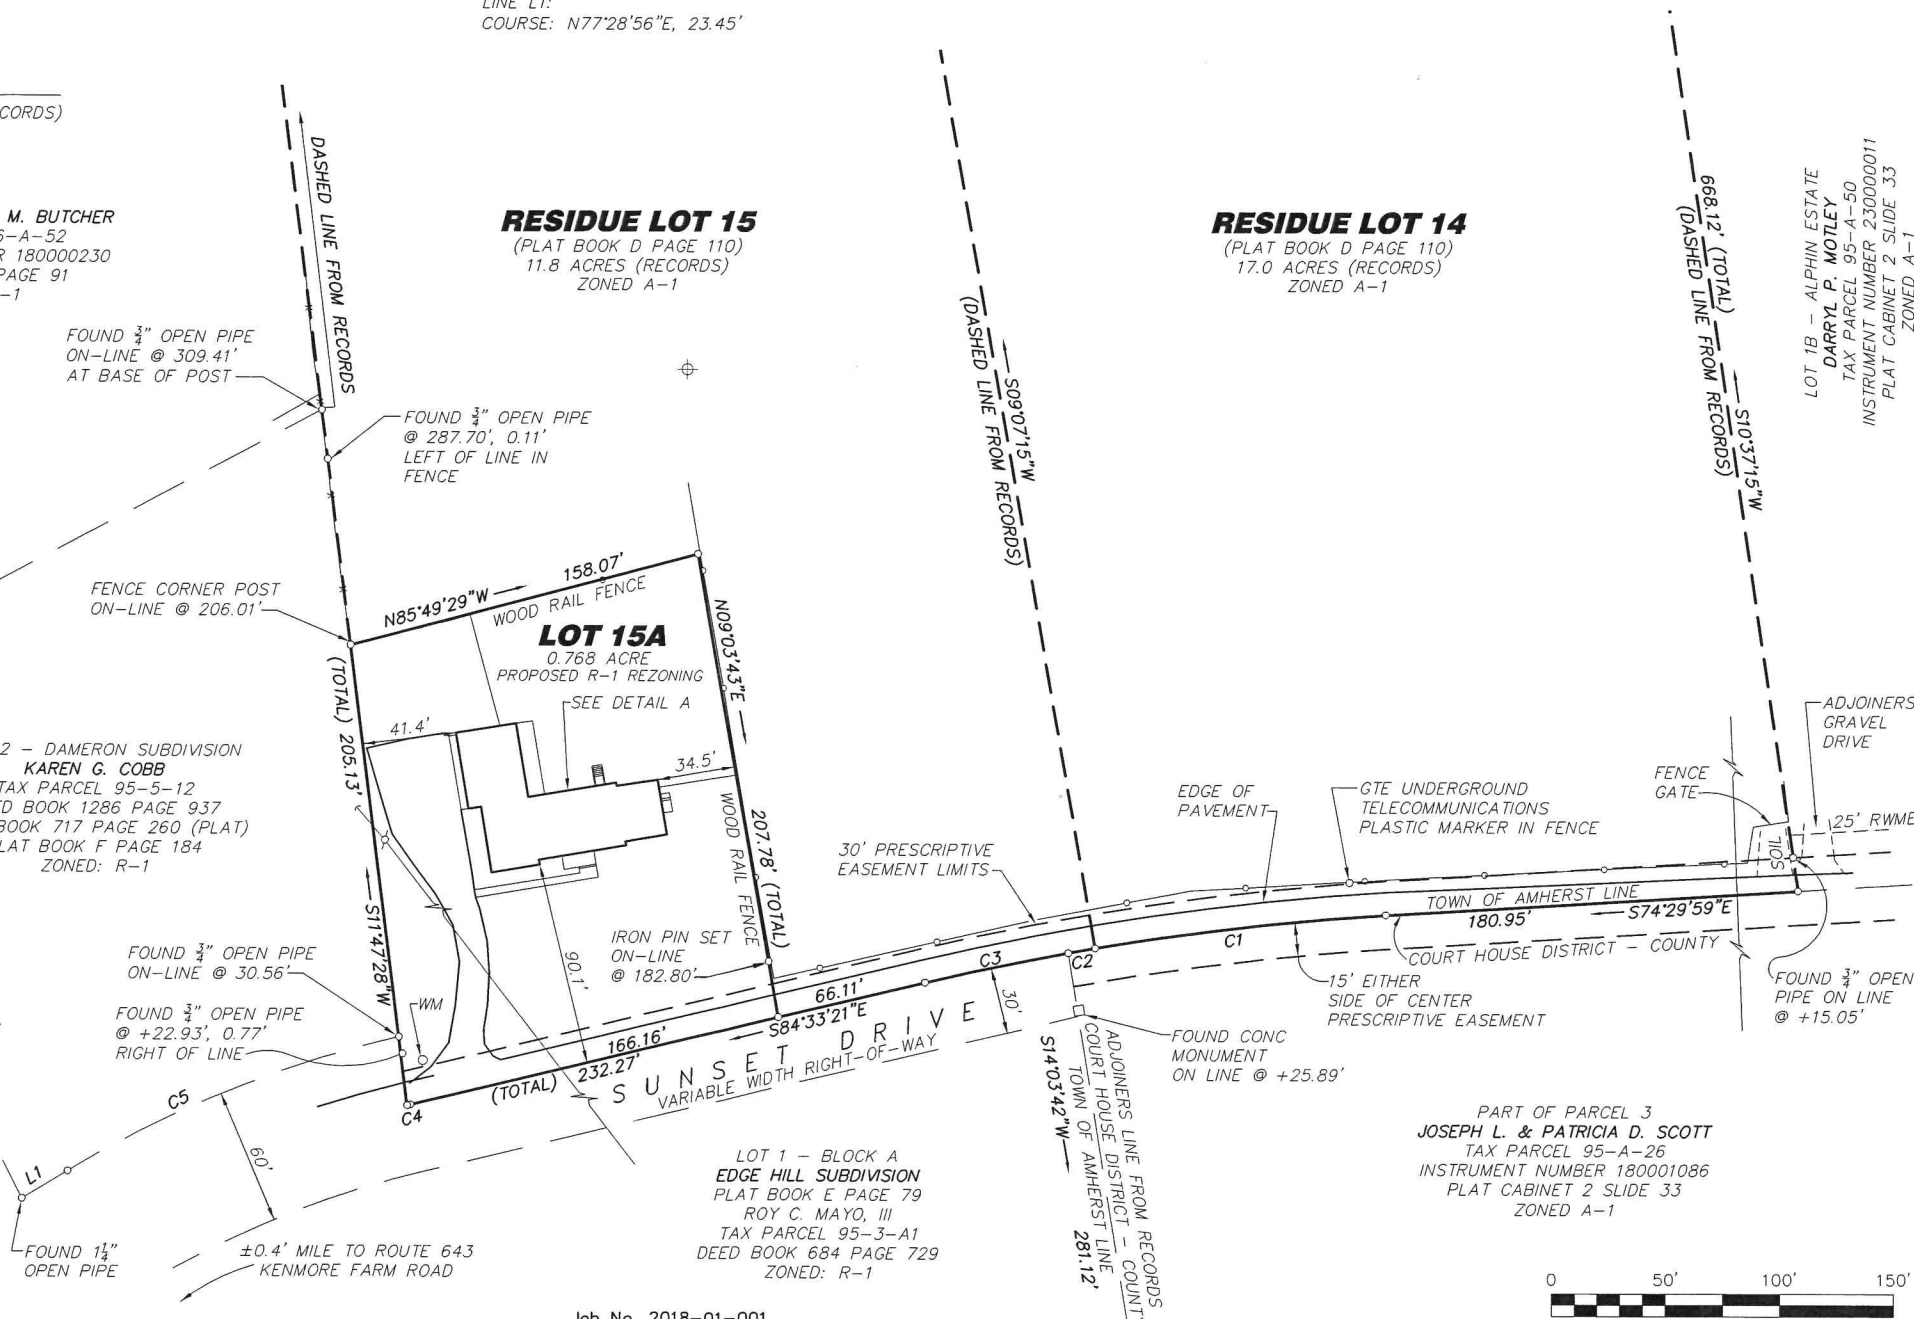 LINE L1:
COURSE: N77°28'56"E, 23.45'
CORDS)
M. BUTCHER
6-A-52
R 180000230
PAGE 91
-1
DASHED LINE FROM RECORDS
RESIDUE LOT 15
(PLAT BOOK D PAGE 110)
11.8 ACRES (RECORDS)
ZONED A-1
RESIDUE LOT 14
(PLAT BOOK D PAGE 110)
17.0 ACRES (RECORDS)
ZONED A-1
668.12' (TOTAL)
(DASHED LINE FROM RECORDS)
S10°37'15"W
LOT 1B - ALPHIN ESTATE
DARRYL P. MOTLEY
TAX PARCEL 95-A-50
INSTRUMENT NUMBER 230000011
PLAT CABINET 2 SLIDE 33
ZONED A-1
FOUND 3/4" OPEN PIPE
ON-LINE @ 309.41'
AT BASE OF POST
FOUND 3/4" OPEN PIPE
@ 287.70', 0.11'
LEFT OF LINE IN
FENCE
S09°07'15"W
(DASHED LINE FROM RECORDS)
FENCE CORNER POST
ON-LINE @ 206.01'
N85°49'29"W
158.07'
WOOD RAIL FENCE
LOT 15A
0.768 ACRE
PROPOSED R-1 REZONING
SEE DETAIL A
N09°03'43"E
207.78' (TOTAL)
WOOD RAIL FENCE
(TOTAL) 205.13'
S11°47'28"W
41.4'
34.5'
90.1'
2 - DAMERON SUBDIVISION
KAREN G. COBB
TAX PARCEL 95-5-12
ED BOOK 1286 PAGE 937
BOOK 717 PAGE 260 (PLAT)
LAT BOOK F PAGE 184
ZONED: R-1
30' PRESCRIPTIVE
EASEMENT LIMITS
EDGE OF
PAVEMENT
GTE UNDERGROUND
TELECOMMUNICATIONS
PLASTIC MARKER IN FENCE
FENCE
GATE
ADJOINERS
GRAVEL
DRIVE
25' RWME
SOIL
TOWN OF AMHERST LINE
180.95'
S74°29'59"E
COURT HOUSE DISTRICT - COUNTY
C1
C2
C3
30'
IRON PIN SET
ON-LINE
@ 182.80'
FOUND 3/4" OPEN PIPE
ON-LINE @ 30.56'
FOUND 3/4" OPEN PIPE
@ +22.93', 0.77'
RIGHT OF LINE
WM
66.11'
S84°33'21"E
166.16'
(TOTAL) 232.27'
SUNSET DRIVE
VARIABLE WIDTH RIGHT-OF-WAY
C4
C5
60'
L1
15' EITHER
SIDE OF CENTER
PRESCRIPTIVE EASEMENT
FOUND 3/4" OPEN
PIPE ON LINE
@ +15.05'
FOUND CONC
MONUMENT
ON LINE @ +25.89'
S14°03'42"W
281.12'
ADJOINERS LINE FROM RECORDS
COURT HOUSE DISTRICT - COUNT
TOWN OF AMHERST LINE
PART OF PARCEL 3
JOSEPH L. & PATRICIA D. SCOTT
TAX PARCEL 95-A-26
INSTRUMENT NUMBER 180001086
PLAT CABINET 2 SLIDE 33
ZONED A-1
LOT 1 - BLOCK A
EDGE HILL SUBDIVISION
PLAT BOOK E PAGE 79
ROY C. MAYO, III
TAX PARCEL 95-3-A1
DEED BOOK 684 PAGE 729
ZONED: R-1
FOUND 1 1/4"
OPEN PIPE
±0.4' MILE TO ROUTE 643
KENMORE FARM ROAD
0 50' 100' 150'
Job No. 2018-01-001